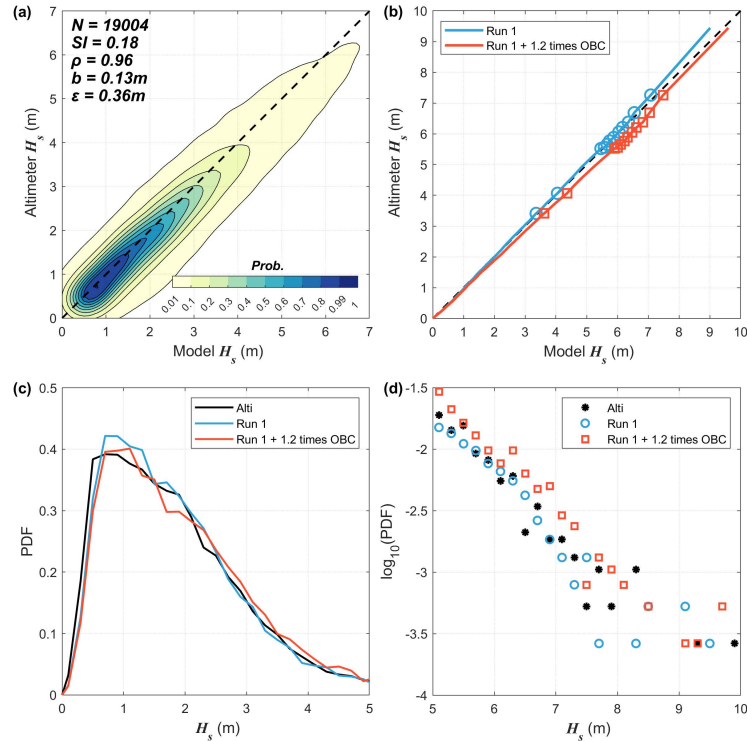 (a)
N = 19004
SI = 0.18
ρ = 0.96
b = 0.13m
ε = 0.36m
Altimeter Hs (m)
7
6
5
4
3
2
1
0
Prob.
0.01 0.1 0.2 0.3 0.4 0.5 0.6 0.7 0.8 0.99 1
0 1 2 3 4 5 6 7
Model Hs (m)
(b)
Run 1
Run 1 + 1.2 times OBC
Altimeter Hs (m)
10
9
8
7
6
5
4
3
2
1
0
0 1 2 3 4 5 6 7 8 9 10
Model Hs (m)
(c)
Alti
Run 1
Run 1 + 1.2 times OBC
PDF
0.5
0.4
0.3
0.2
0.1
0
0 1 2 3 4 5
Hs (m)
(d)
Alti
Run 1
Run 1 + 1.2 times OBC
log10(PDF)
-1.5
-2
-2.5
-3
-3.5
-4
5 6 7 8 9 10
Hs (m)